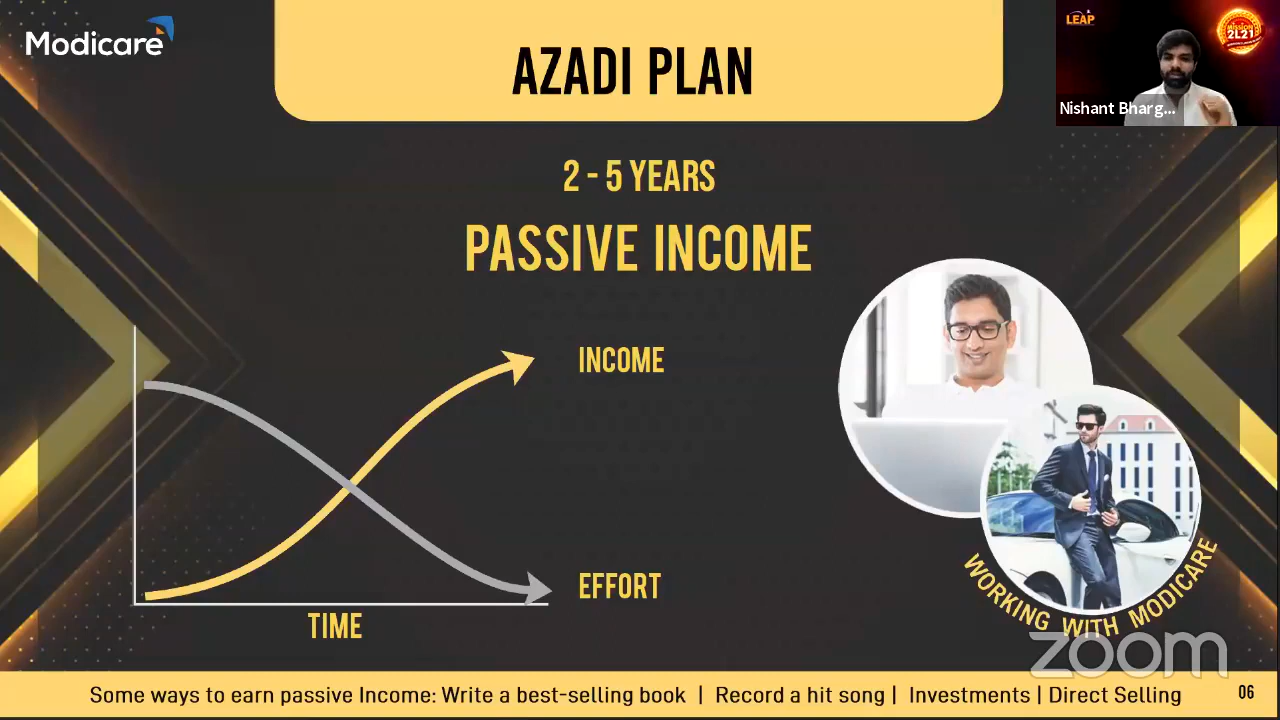 Modicare
AZADI PLAN
LEAP
MISSION
2L21
Nishant Bharg...
2 - 5 YEARS
PASSIVE INCOME
INCOME
EFFORT
TIME
WORKING WITH MODICARE
zoom
Some ways to earn passive Income: Write a best-selling book | Record a hit song | Investments | Direct Selling
06